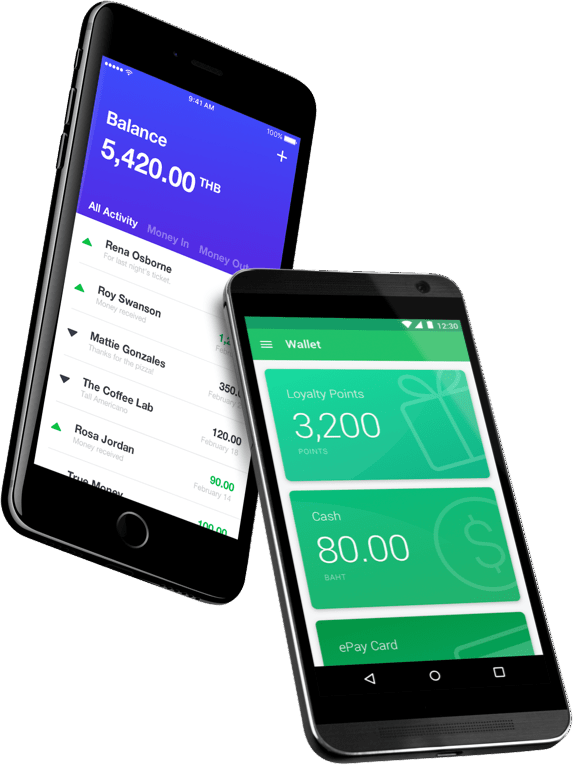 9:41 AM
100%
Balance
5,420.00 THB
+
All Activity Money In Money Out
Rena Osborne
For last night's ticket.
Roy Swanson
Money received
Mattie Gonzales
Thanks for the pizza!
350.
The Coffee Lab
120.00
Tall Americano
February 18
Rosa Jordan
90.00
Money received
February 14
True Money
100.00
12:30
Wallet
Loyalty Points
3,200
POINTS
Cash
80.00
BAHT
$
ePay Card